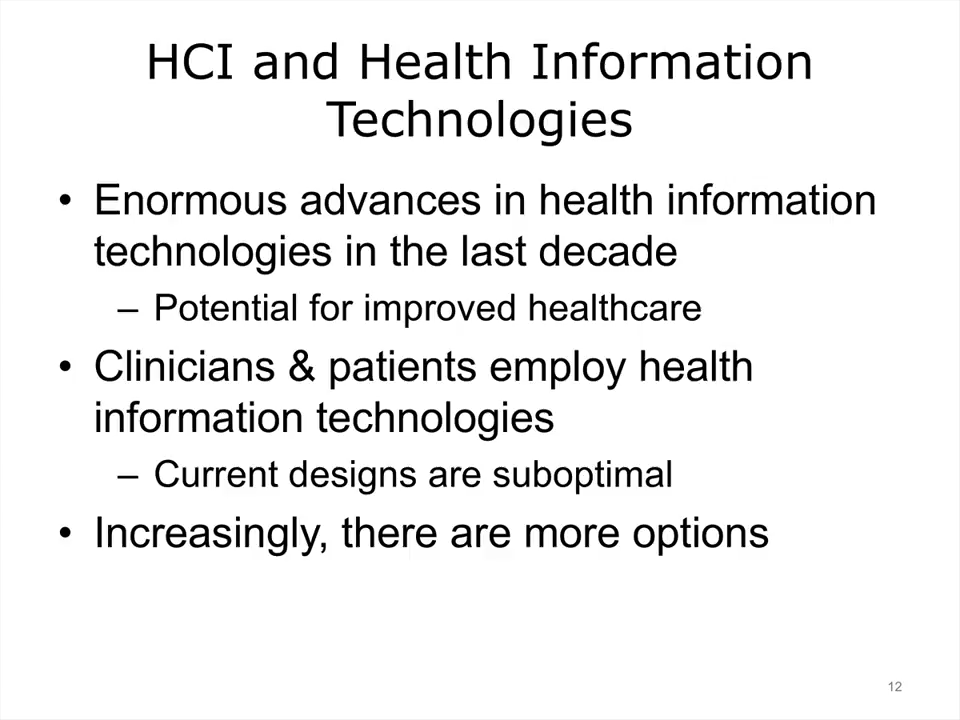 HCI and Health Information
Technologies
• Enormous advances in health information
technologies in the last decade
– Potential for improved healthcare
• Clinicians & patients employ health
information technologies
– Current designs are suboptimal
• Increasingly, there are more options
12